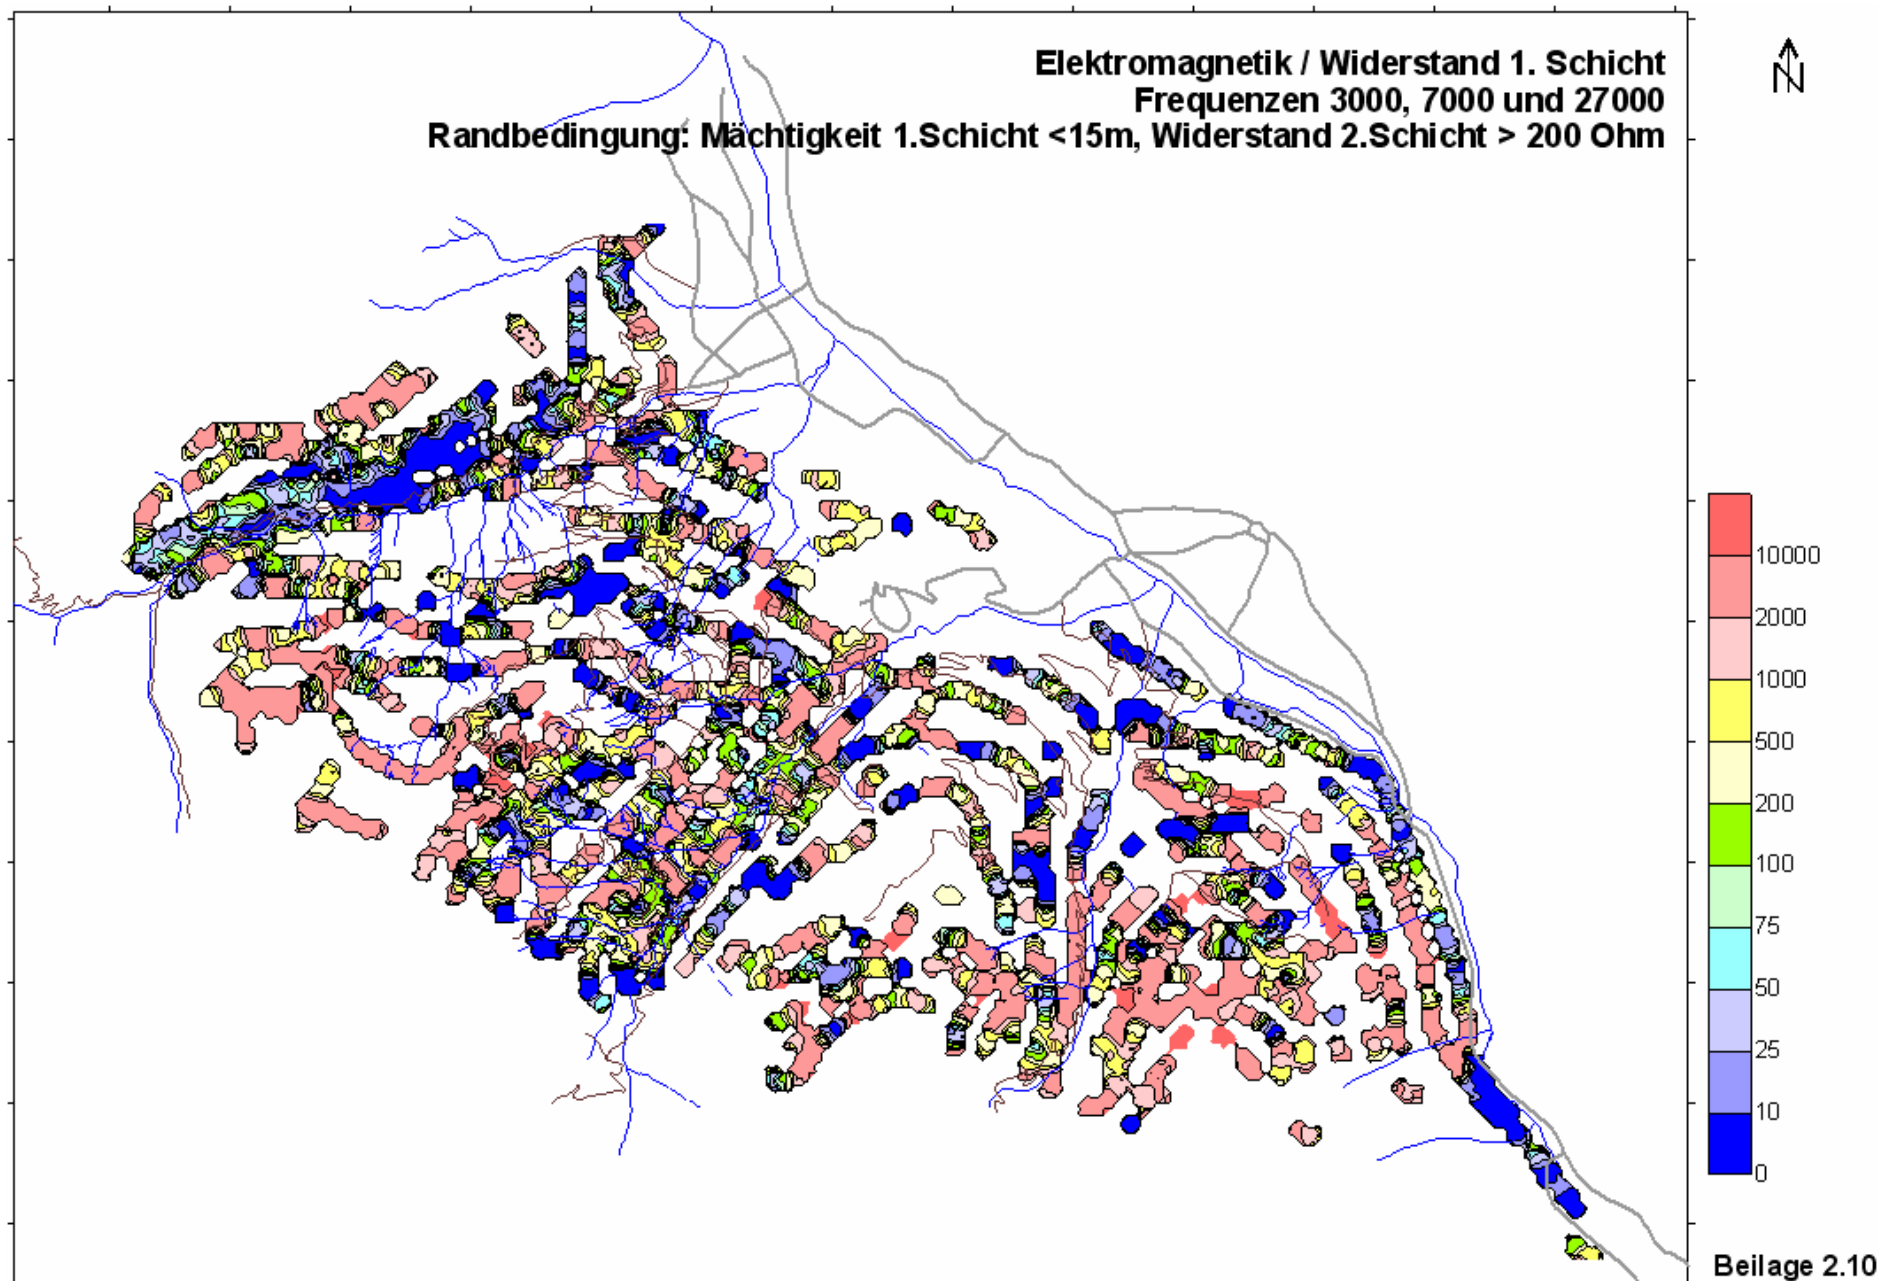 Elektromagnetik / Widerstand 1. Schicht
Frequenzen 3000, 7000 und 27000
Randbedingung: Mächtigkeit 1.Schicht <15m, Widerstand 2.Schicht > 200 Ohm
N
10000
2000
1000
500
200
100
75
50
25
10
0
Beilage 2.10